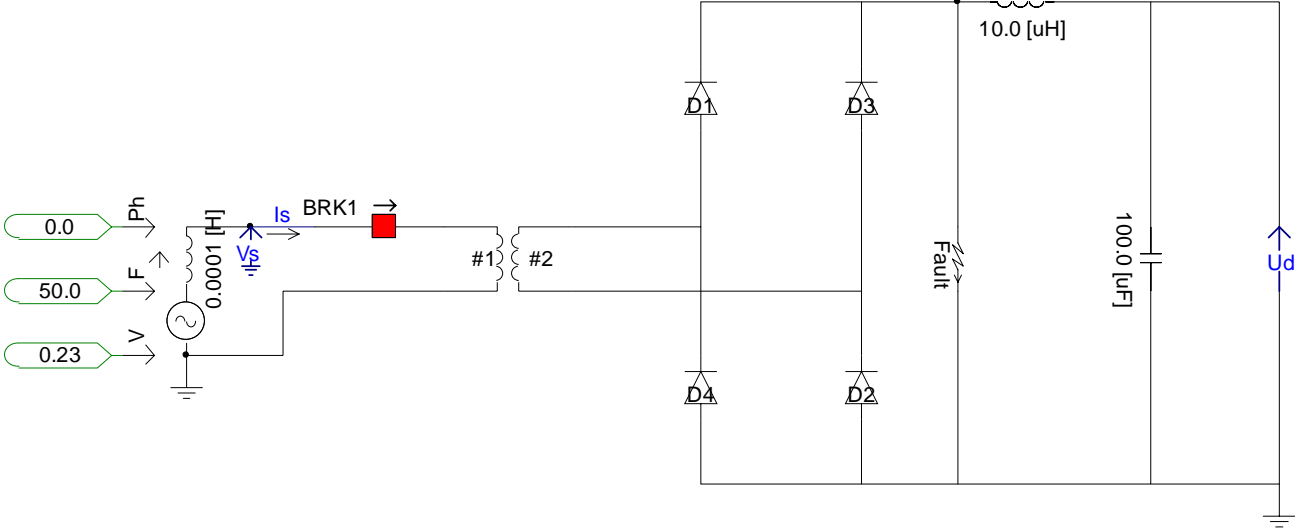 10.0 [uH]
D1
D3
Ph
0.0
Is
BRK1
Vs
0.0001 [H]
#1
#2
F
50.0
V
0.23
Fault
100.0 [uF]
Ud
D4
D2